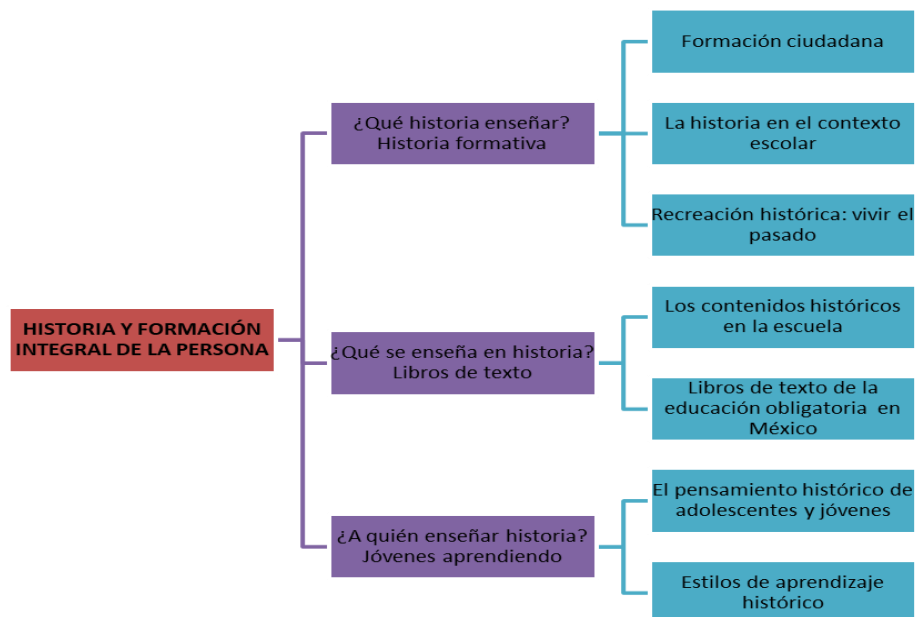 HISTORIA Y FORMACIÓN
INTEGRAL DE LA PERSONA
¿Qué historia enseñar?
Historia formativa
Formación ciudadana
La historia en el contexto
escolar
Recreación histórica: vivir el
pasado
¿Qué se enseña en historia?
Libros de texto
Los contenidos históricos
en la escuela
Libros de texto de la
educación obligatoria en
México
¿A quién enseñar historia?
Jóvenes aprendiendo
El pensamiento histórico de
adolescentes y jóvenes
Estilos de aprendizaje
histórico